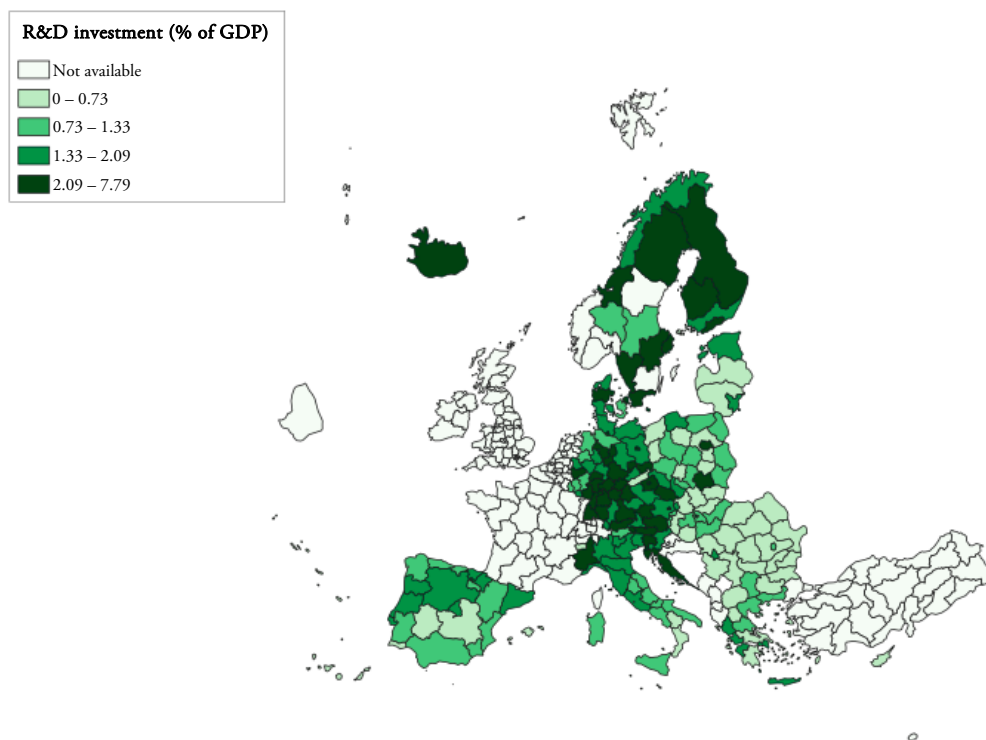 R&D investment (% of GDP)
Not available
0 – 0.73
0.73 – 1.33
1.33 – 2.09
2.09 – 7.79